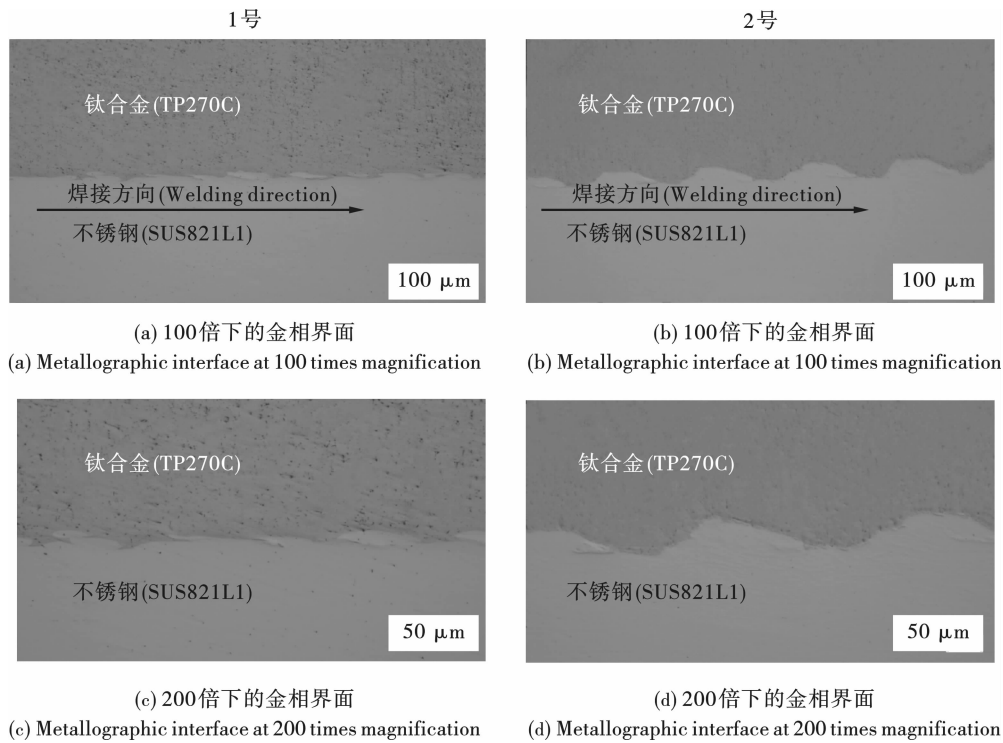 1号
2号
钛合金(TP270C)
焊接方向(Welding direction)
不锈钢(SUS821L1)
100 μm
钛合金(TP270C)
焊接方向(Welding direction)
不锈钢(SUS821L1)
100 μm
(a) 100倍下的金相界面
(a) Metallographic interface at 100 times magnification
(b) 100倍下的金相界面
(b) Metallographic interface at 100 times magnification
钛合金(TP270C)
不锈钢(SUS821L1)
50 μm
钛合金(TP270C)
不锈钢(SUS821L1)
50 μm
(c) 200倍下的金相界面
(c) Metallographic interface at 200 times magnification
(d) 200倍下的金相界面
(d) Metallographic interface at 200 times magnification